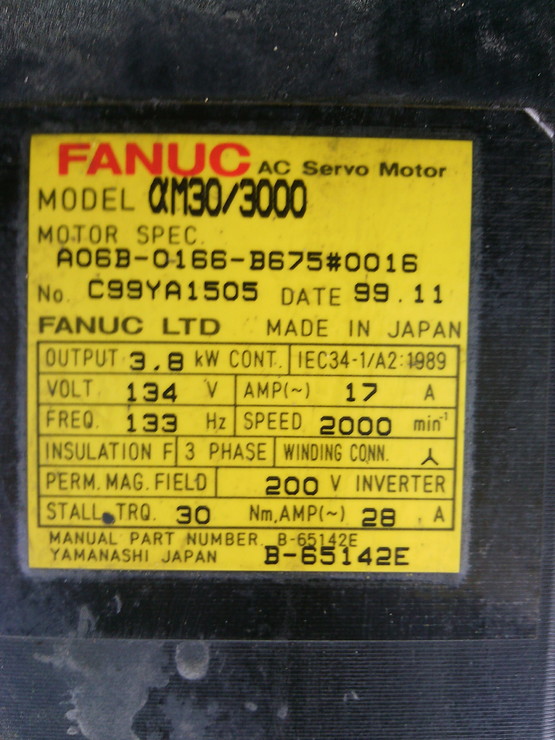 FANUC AC Servo Motor
MODEL αM30/3000
MOTOR SPEC.
A06B-0166-B675#0016
No. C99YA1505 DATE 99.11
FANUC LTD MADE IN JAPAN
OUTPUT 3.8 kW CONT. IEC34-1/A2:1989
VOLT. 134 V AMP(~) 17 A
FREQ. 133 Hz SPEED 2000 min⁻¹
INSULATION F 3 PHASE WINDING CONN. 人
PERM.MAG.FIELD 200 V INVERTER
STALL.TRQ. 30 Nm,AMP(~) 28 A
MANUAL PART NUMBER. B-65142E
YAMANASHI JAPAN B-65142E